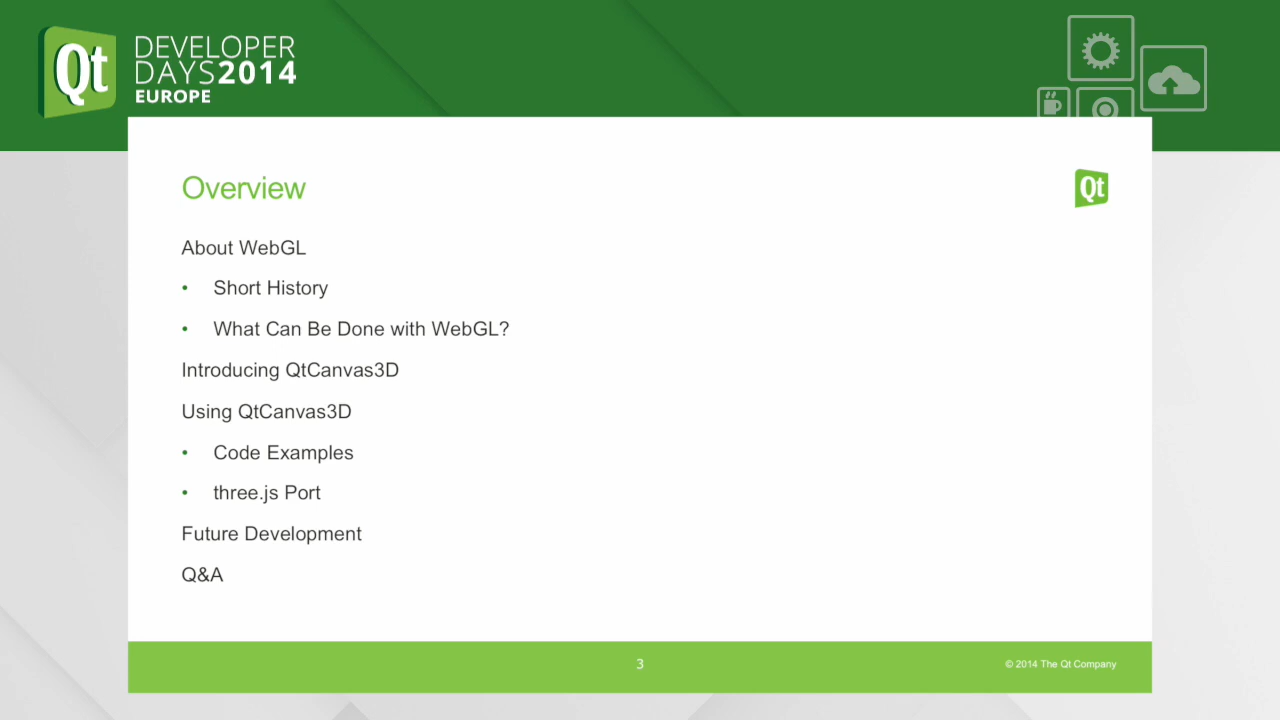 Qt
DEVELOPER
DAYS2014
EUROPE
Overview
Qt
About WebGL
• Short History
• What Can Be Done with WebGL?
Introducing QtCanvas3D
Using QtCanvas3D
• Code Examples
• three.js Port
Future Development
Q&A
3
© 2014 The Qt Company